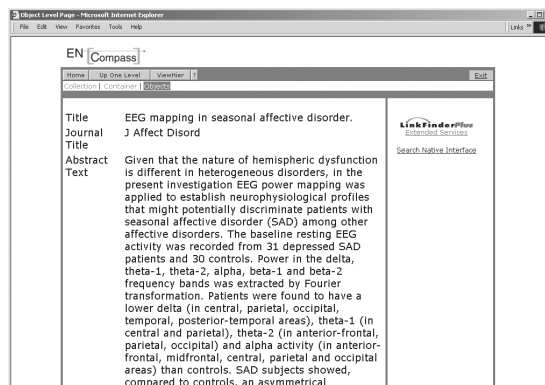 Object Level Page - Microsoft Internet Explorer
File Edit View Favorites Tools Help
Links »
EN[Compass]
Home Up One Level ViewHier ? Exit
Collection | Container | Objects
Title EEG mapping in seasonal affective disorder.
Journal J Affect Disord
Title
Abstract Given that the nature of hemispheric dysfunction
Text is different in heterogeneous disorders, in the
present investigation EEG power mapping was
applied to establish neurophysiological profiles
that might potentially discriminate patients with
seasonal affective disorder (SAD) among other
affective disorders. The baseline resting EEG
activity was recorded from 31 depressed SAD
patients and 30 controls. Power in the delta,
theta-1, theta-2, alpha, beta-1 and beta-2
frequency bands was extracted by Fourier
transformation. Patients were found to have a
lower delta (in central, parietal, occipital,
temporal, posterior-temporal areas), theta-1 (in
central and parietal), theta-2 (in anterior-frontal,
parietal, occipital) and alpha activity (in anterior-
frontal, midfrontal, central, parietal and occipital
areas) than controls. SAD subjects showed,
compared to controls, an asymmetrical
LinkFinderPlus
Extended Services
Search Native Interface